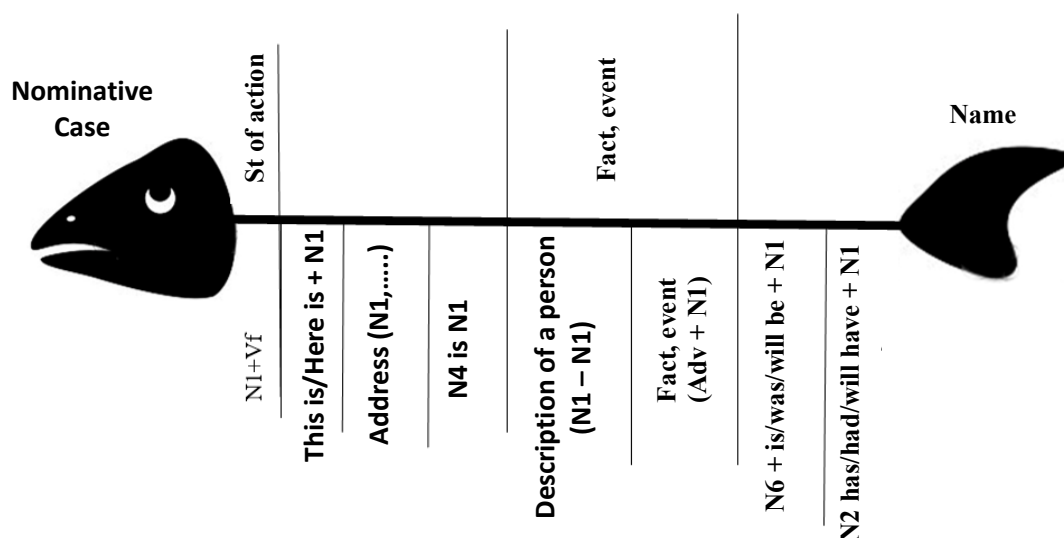 Nominative
Case
St of action
Fact, event
Name
N1+Vf
This is/Here is + N1
Address (N1,.....)
N4 is N1
Description of a person
(N1 – N1)
Fact, event
(Adv + N1)
N6 + is/was/will be + N1
N2 has/had/will have + N1